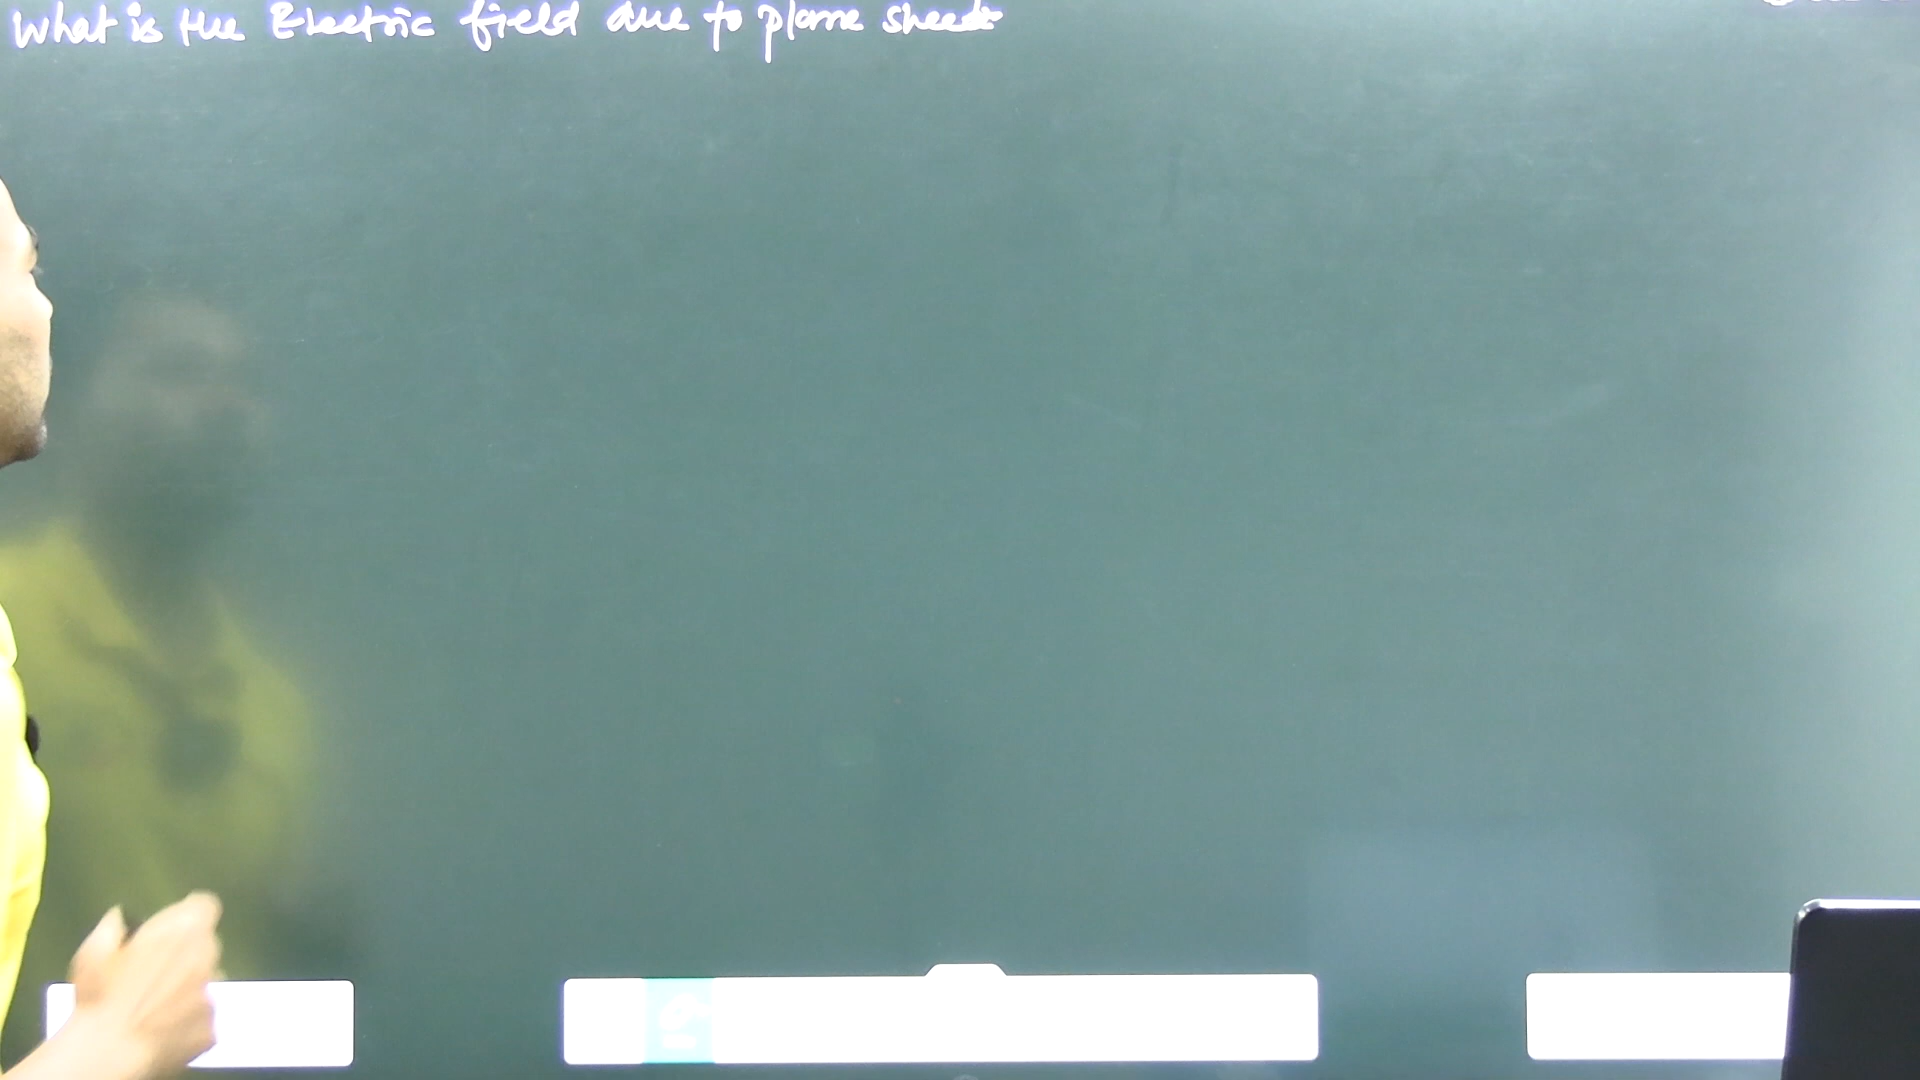 What is the Electric field due to plane sheet